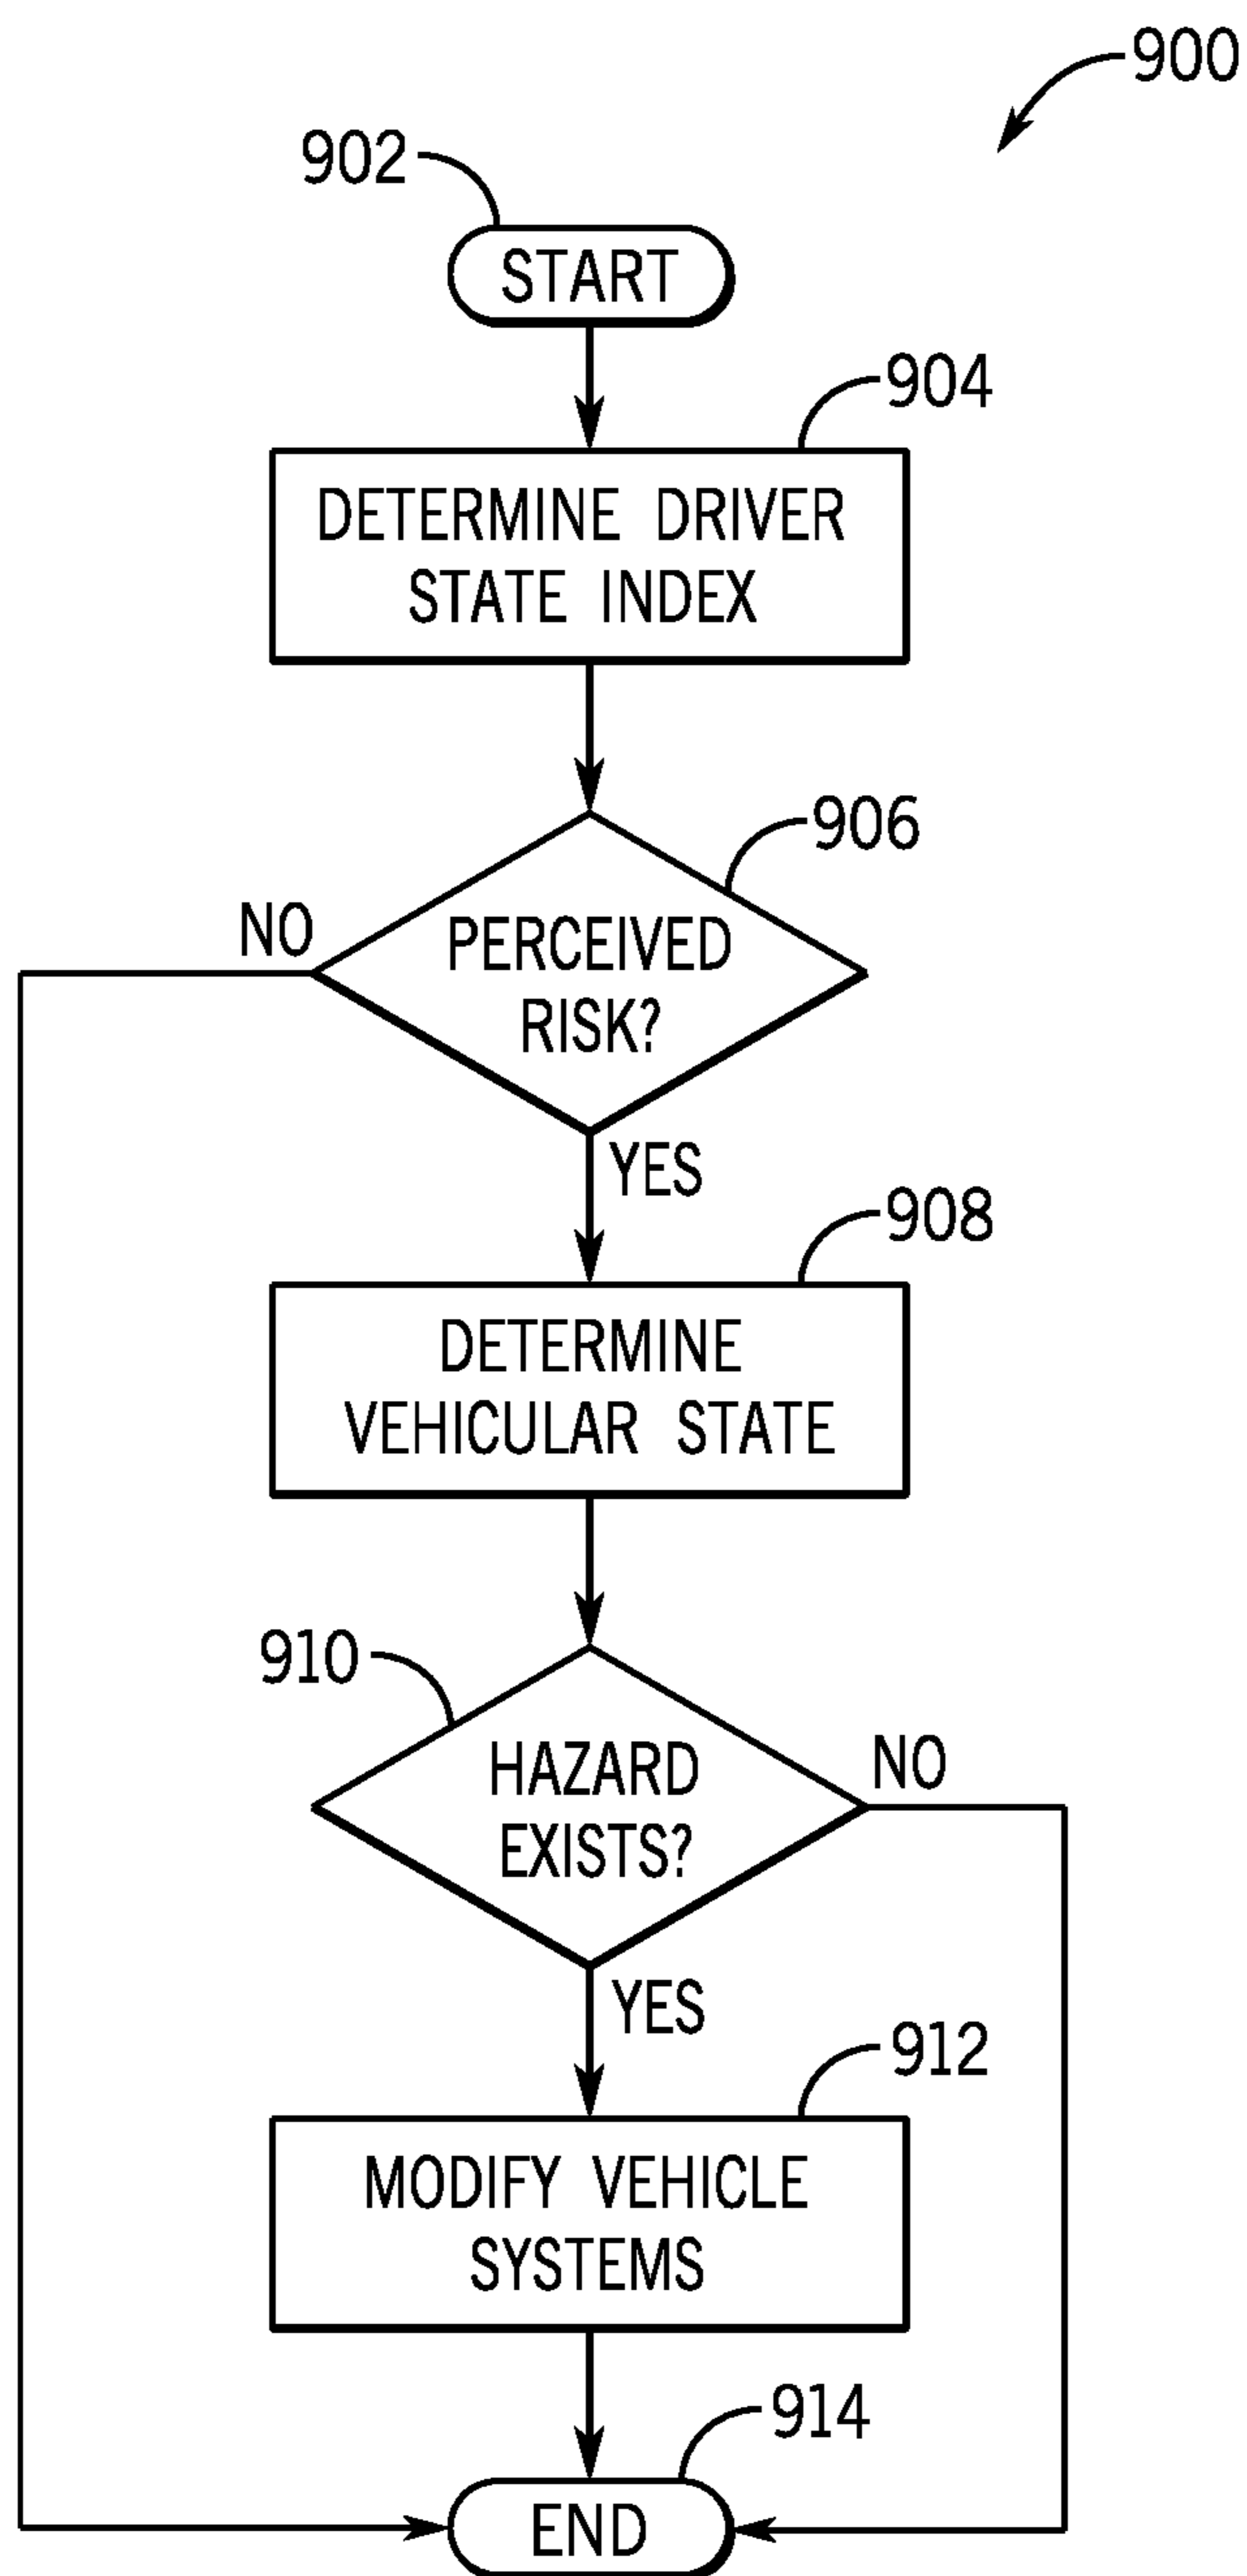 900
902
START
904
DETERMINE DRIVER
STATE INDEX
906
NO
PERCEIVED
RISK?
YES
908
DETERMINE
VEHICULAR STATE
910
HAZARD
EXISTS?
NO
YES
912
MODIFY VEHICLE
SYSTEMS
914
END